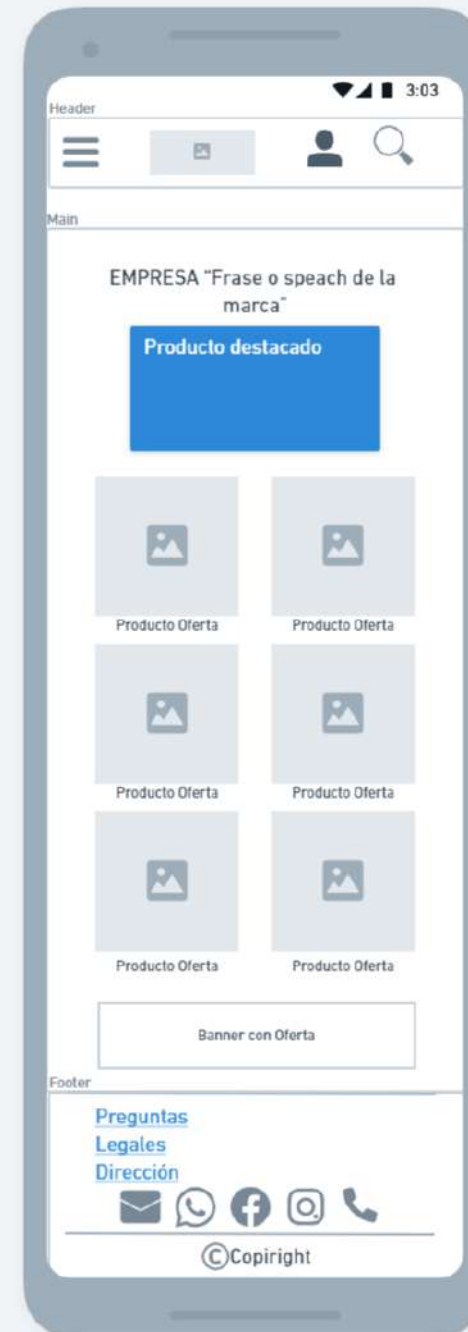 3:03
Header
Main
EMPRESA "Frase o speach de la
marca"
Producto destacado
Producto Oferta
Producto Oferta
Producto Oferta
Producto Oferta
Producto Oferta
Producto Oferta
Banner con Oferta
Footer
Preguntas
Legales
Dirección
©Copiright